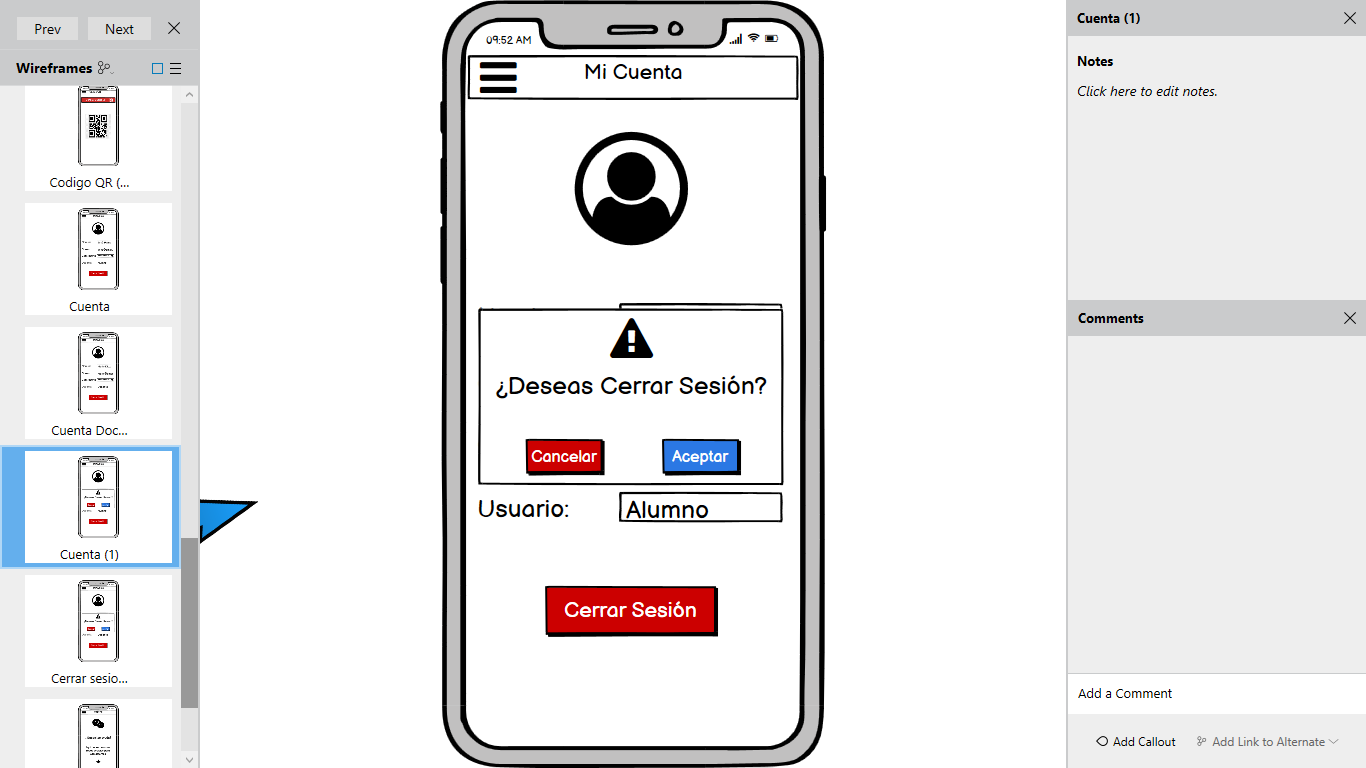 Prev Next
Wireframes
Codigo QR (...
Cuenta
Cuenta Doc...
Cuenta (1)
Cerrar sesio...
09:52 AM
Mi Cuenta
¿Deseas Cerrar Sesión?
Cancelar Aceptar
Usuario: Alumno
Cerrar Sesión
Cuenta (1)
Notes
Click here to edit notes.
Comments
Add a Comment
Add Callout Add Link to Alternate